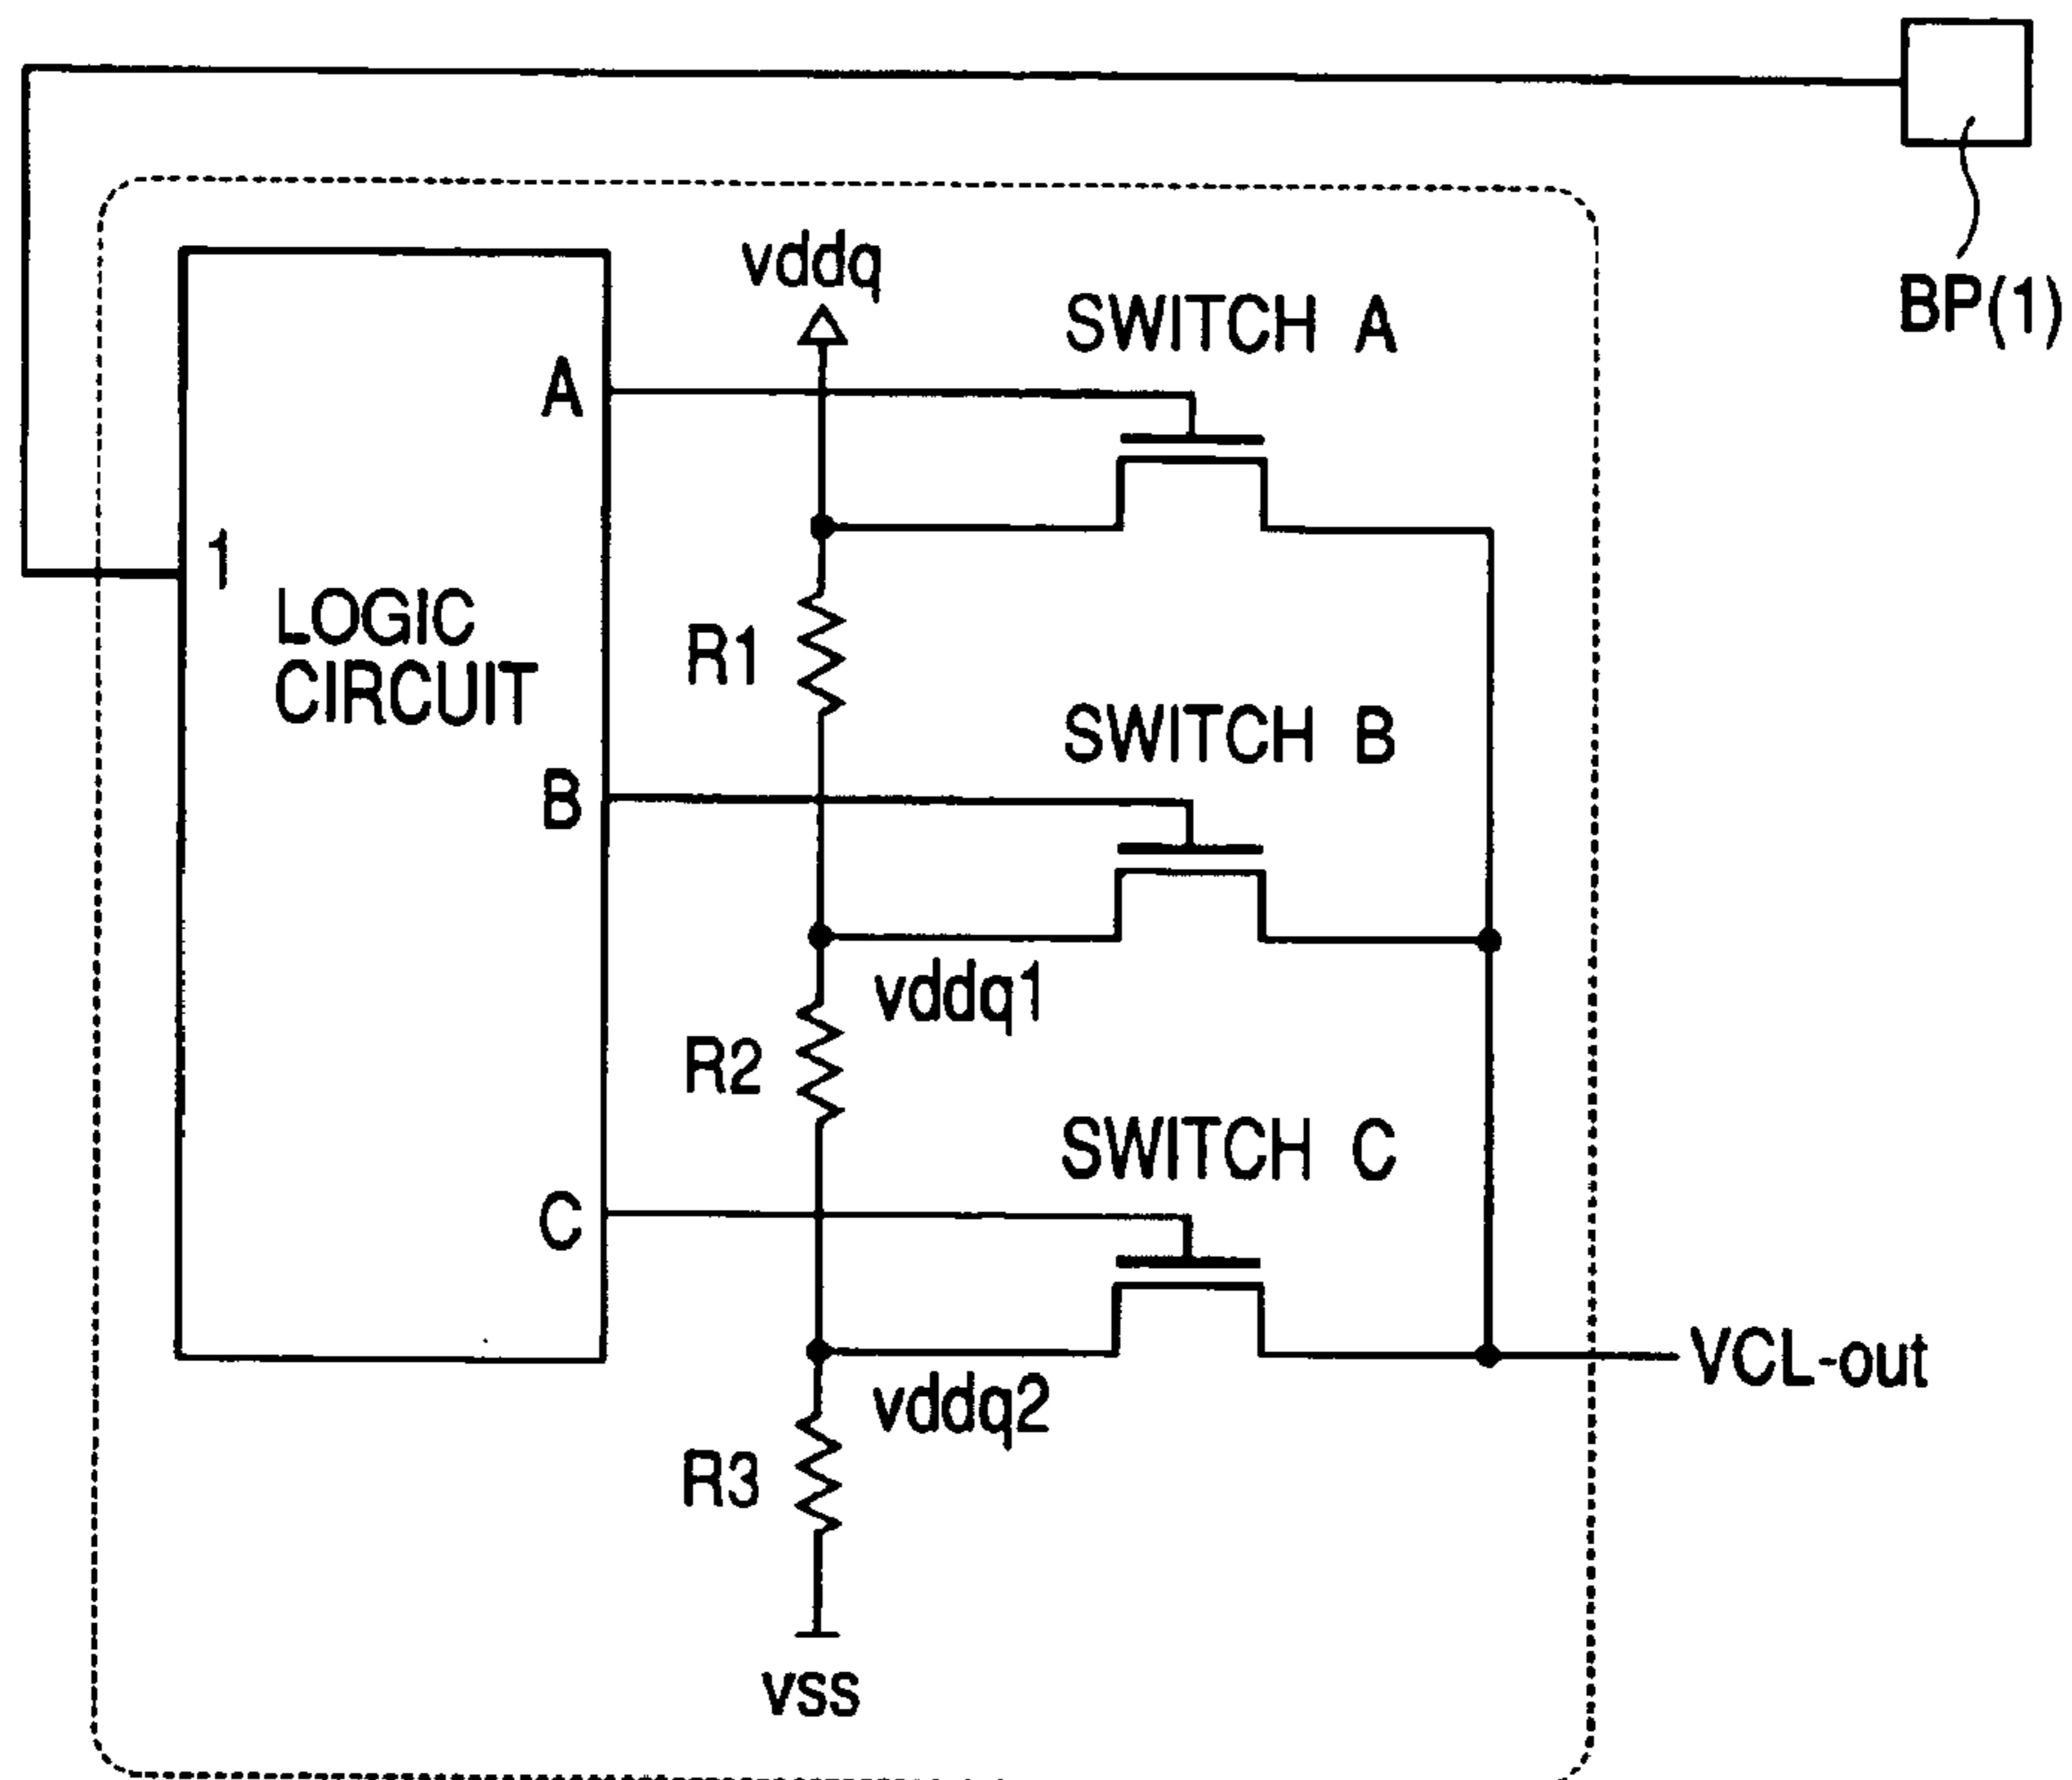 vddq
SWITCH A
BP(1)
A
1
LOGIC
CIRCUIT
R1
SWITCH B
B
vddq1
R2
SWITCH C
C
VCL-out
vddq2
R3
vss